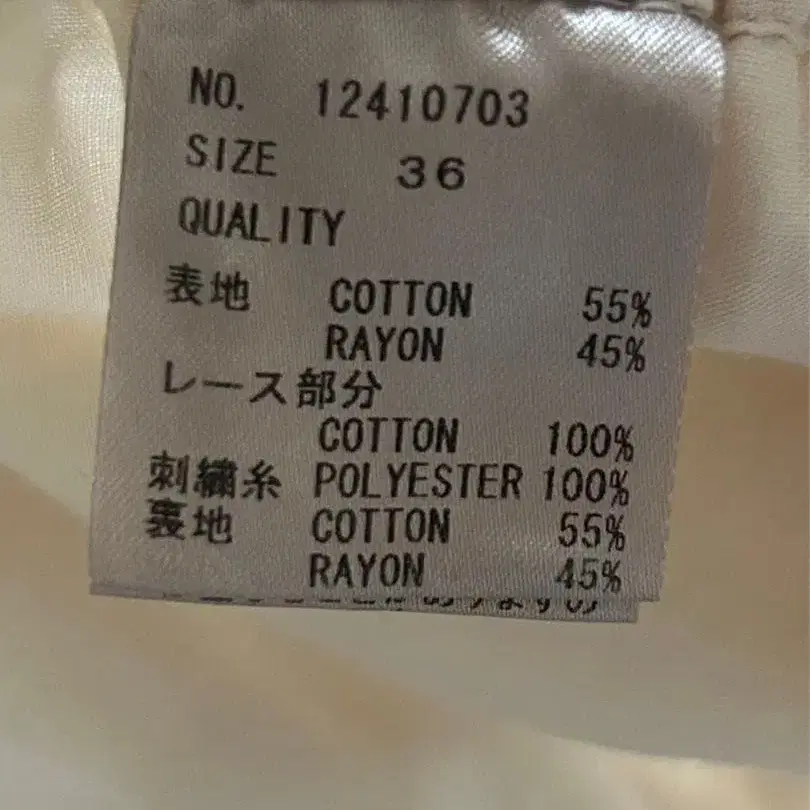 NO. 12410703
SIZE 36
QUALITY
表地 COTTON 55%
RAYON 45%
レース部分
COTTON 100%
刺繍糸 POLYESTER 100%
裏地 COTTON 55%
RAYON 45%